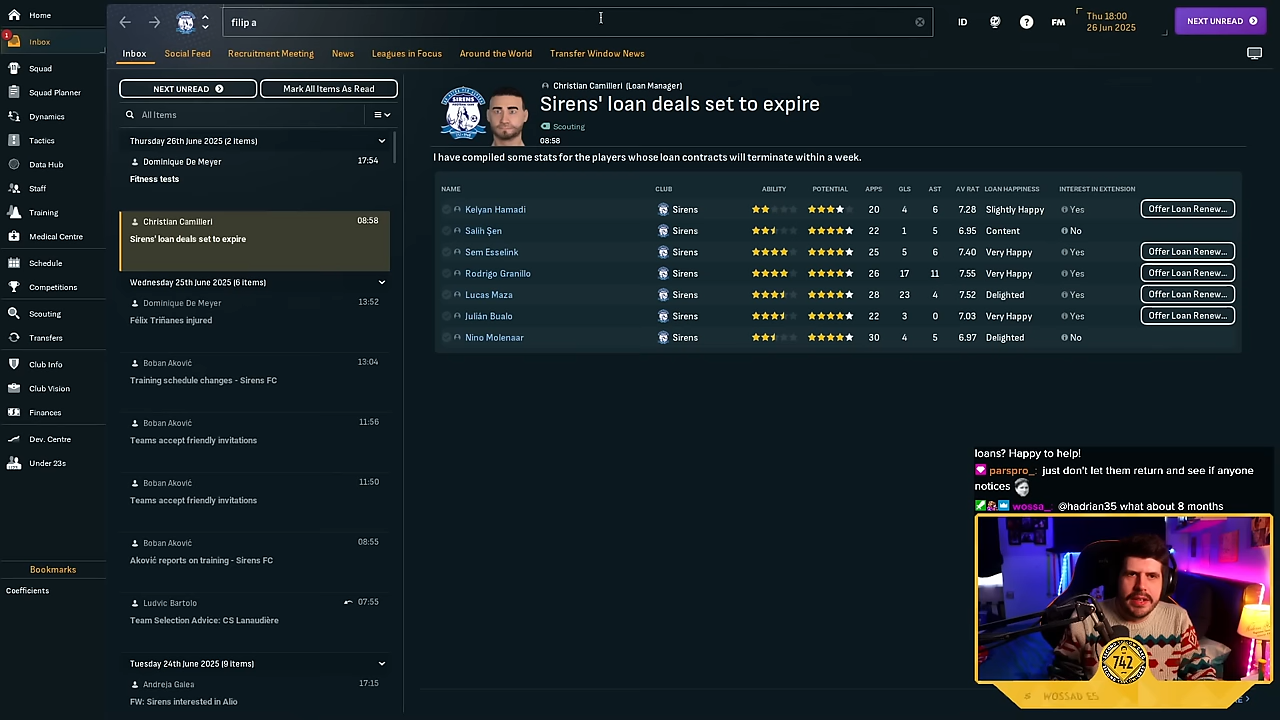 Home
filip a
ID
FM
Thu 18:00
26 Jun 2025
NEXT UNREAD
1
Inbox
Inbox
Social Feed
Recruitment Meeting
News
Leagues in Focus
Around the World
Transfer Window News
Squad
Squad Planner
Dynamics
Tactics
Data Hub
Staff
Training
Medical Centre
Schedule
Competitions
Scouting
Transfers
Club Info
Club Vision
Finances
Dev. Centre
Under 23s
Bookmarks
Coefficients
NEXT UNREAD
Mark All Items As Read
All Items
Thursday 26th June 2025 (2 items)
Dominique De Meyer
17:54
Fitness tests
Christian Camilleri
08:58
Sirens' loan deals set to expire
Wednesday 25th June 2025 (6 items)
Dominique De Meyer
13:52
Félix Triñanes injured
Boban Aković
13:04
Training schedule changes - Sirens FC
Boban Aković
11:56
Teams accept friendly invitations
Boban Aković
11:50
Teams accept friendly invitations
Boban Aković
08:55
Aković reports on training - Sirens FC
Ludvic Bartolo
07:55
Team Selection Advice: CS Lanaudière
Tuesday 24th June 2025 (9 items)
Andreja Galea
17:15
FW: Sirens interested in Alio
SIRENS
Christian Camilleri (Loan Manager)
Sirens' loan deals set to expire
Scouting
08:58
I have compiled some stats for the players whose loan contracts will terminate within a week.
NAME CLUB ABILITY POTENTIAL APPS GLS AST AV RAT LOAN HAPPINESS INTEREST IN EXTENSION
Kelyan Hamadi Sirens 20 4 6 7.28 Slightly Happy Yes Offer Loan Renew...
Salih Şen Sirens 22 1 5 6.95 Content No
Sem Esselink Sirens 25 5 6 7.40 Very Happy Yes Offer Loan Renew...
Rodrigo Granillo Sirens 26 17 11 7.55 Very Happy Yes Offer Loan Renew...
Lucas Maza Sirens 28 23 4 7.52 Delighted Yes Offer Loan Renew...
Julián Bualo Sirens 22 3 0 7.03 Very Happy Yes Offer Loan Renew...
Nino Molenaar Sirens 30 4 5 6.97 Delighted No
loans? Happy to help!
parspro_: just don't let them return and see if anyone
notices
wossa_: @hadrian35 what about 8 months
742